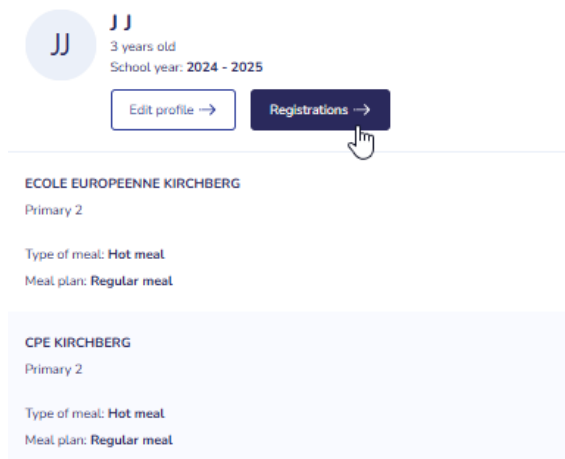 JJ
J J
3 years old
School year: 2024 - 2025
Edit profile →
Registrations →
ECOLE EUROPEENNE KIRCHBERG
Primary 2
Type of meal: Hot meal
Meal plan: Regular meal
CPE KIRCHBERG
Primary 2
Type of meal: Hot meal
Meal plan: Regular meal